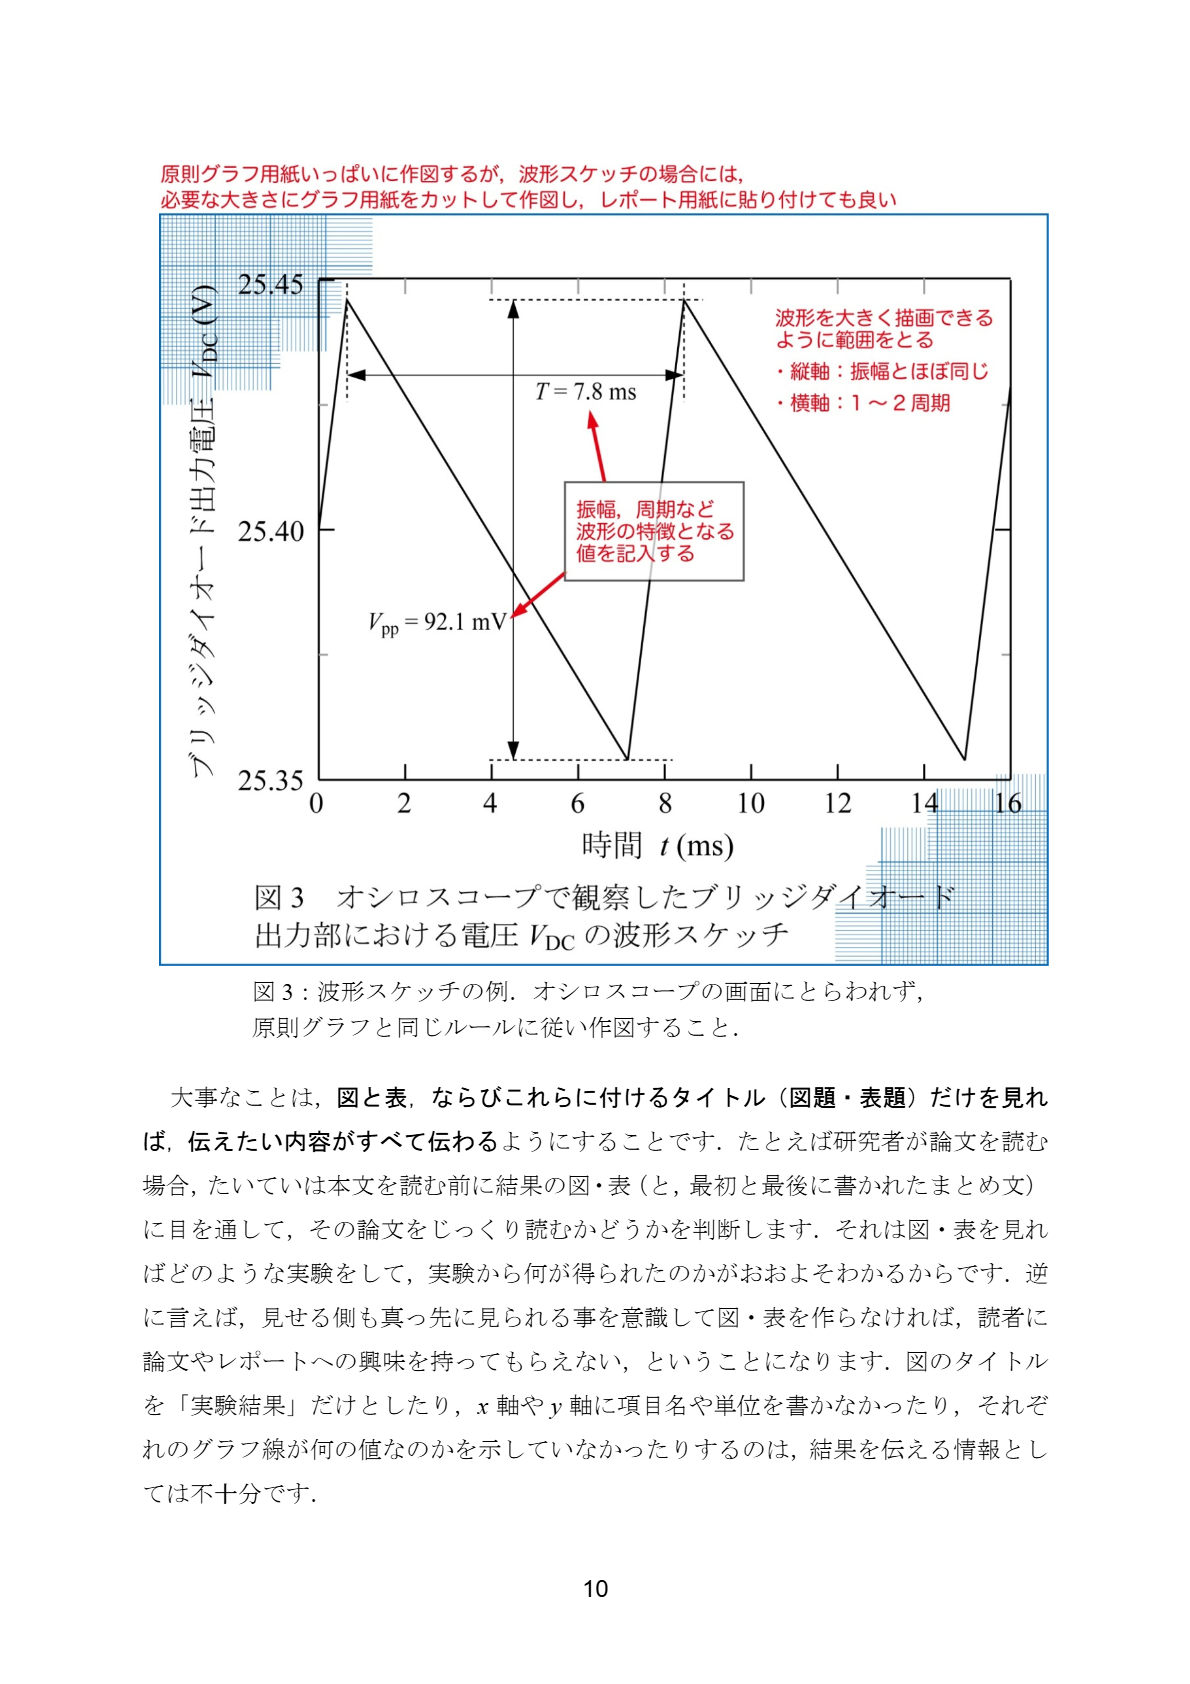 原則グラフ用紙いっぱいに作図するが，波形スケッチの場合には，
必要な大きさにグラフ用紙をカットして作図し，レポート用紙に貼り付けても良い
ブリッジダイオード出力電圧 VDC (V)
25.45
25.40
25.35
波形を大きく描画できる
ように範囲をとる
・縦軸：振幅とほぼ同じ
・横軸：1～2周期
T = 7.8 ms
振幅，周期など
波形の特徴となる
値を記入する
Vpp = 92.1 mV
0 2 4 6 8 10 12 14 16
時間 t (ms)
図 3　オシロスコープで観察したブリッジダイオード
出力部における電圧 VDC の波形スケッチ
図 3：波形スケッチの例．オシロスコープの画面にとらわれず，
原則グラフと同じルールに従い作図すること．
大事なことは，図と表，ならびこれらに付けるタイトル（図題・表題）だけを見れ
ば，伝えたい内容がすべて伝わるようにすることです．たとえば研究者が論文を読む
場合，たいていは本文を読む前に結果の図・表（と，最初と最後に書かれたまとめ文）
に目を通して，その論文をじっくり読むかどうかを判断します．それは図・表を見れ
ばどのような実験をして，実験から何が得られたのかがおおよそわかるからです．逆
に言えば，見せる側も真っ先に見られる事を意識して図・表を作らなければ，読者に
論文やレポートへの興味を持ってもらえない，ということになります．図のタイトル
を「実験結果」だけとしたり，x 軸や y 軸に項目名や単位を書かなかったり，それぞ
れのグラフ線が何の値なのかを示していなかったりするのは，結果を伝える情報とし
ては不十分です．
10